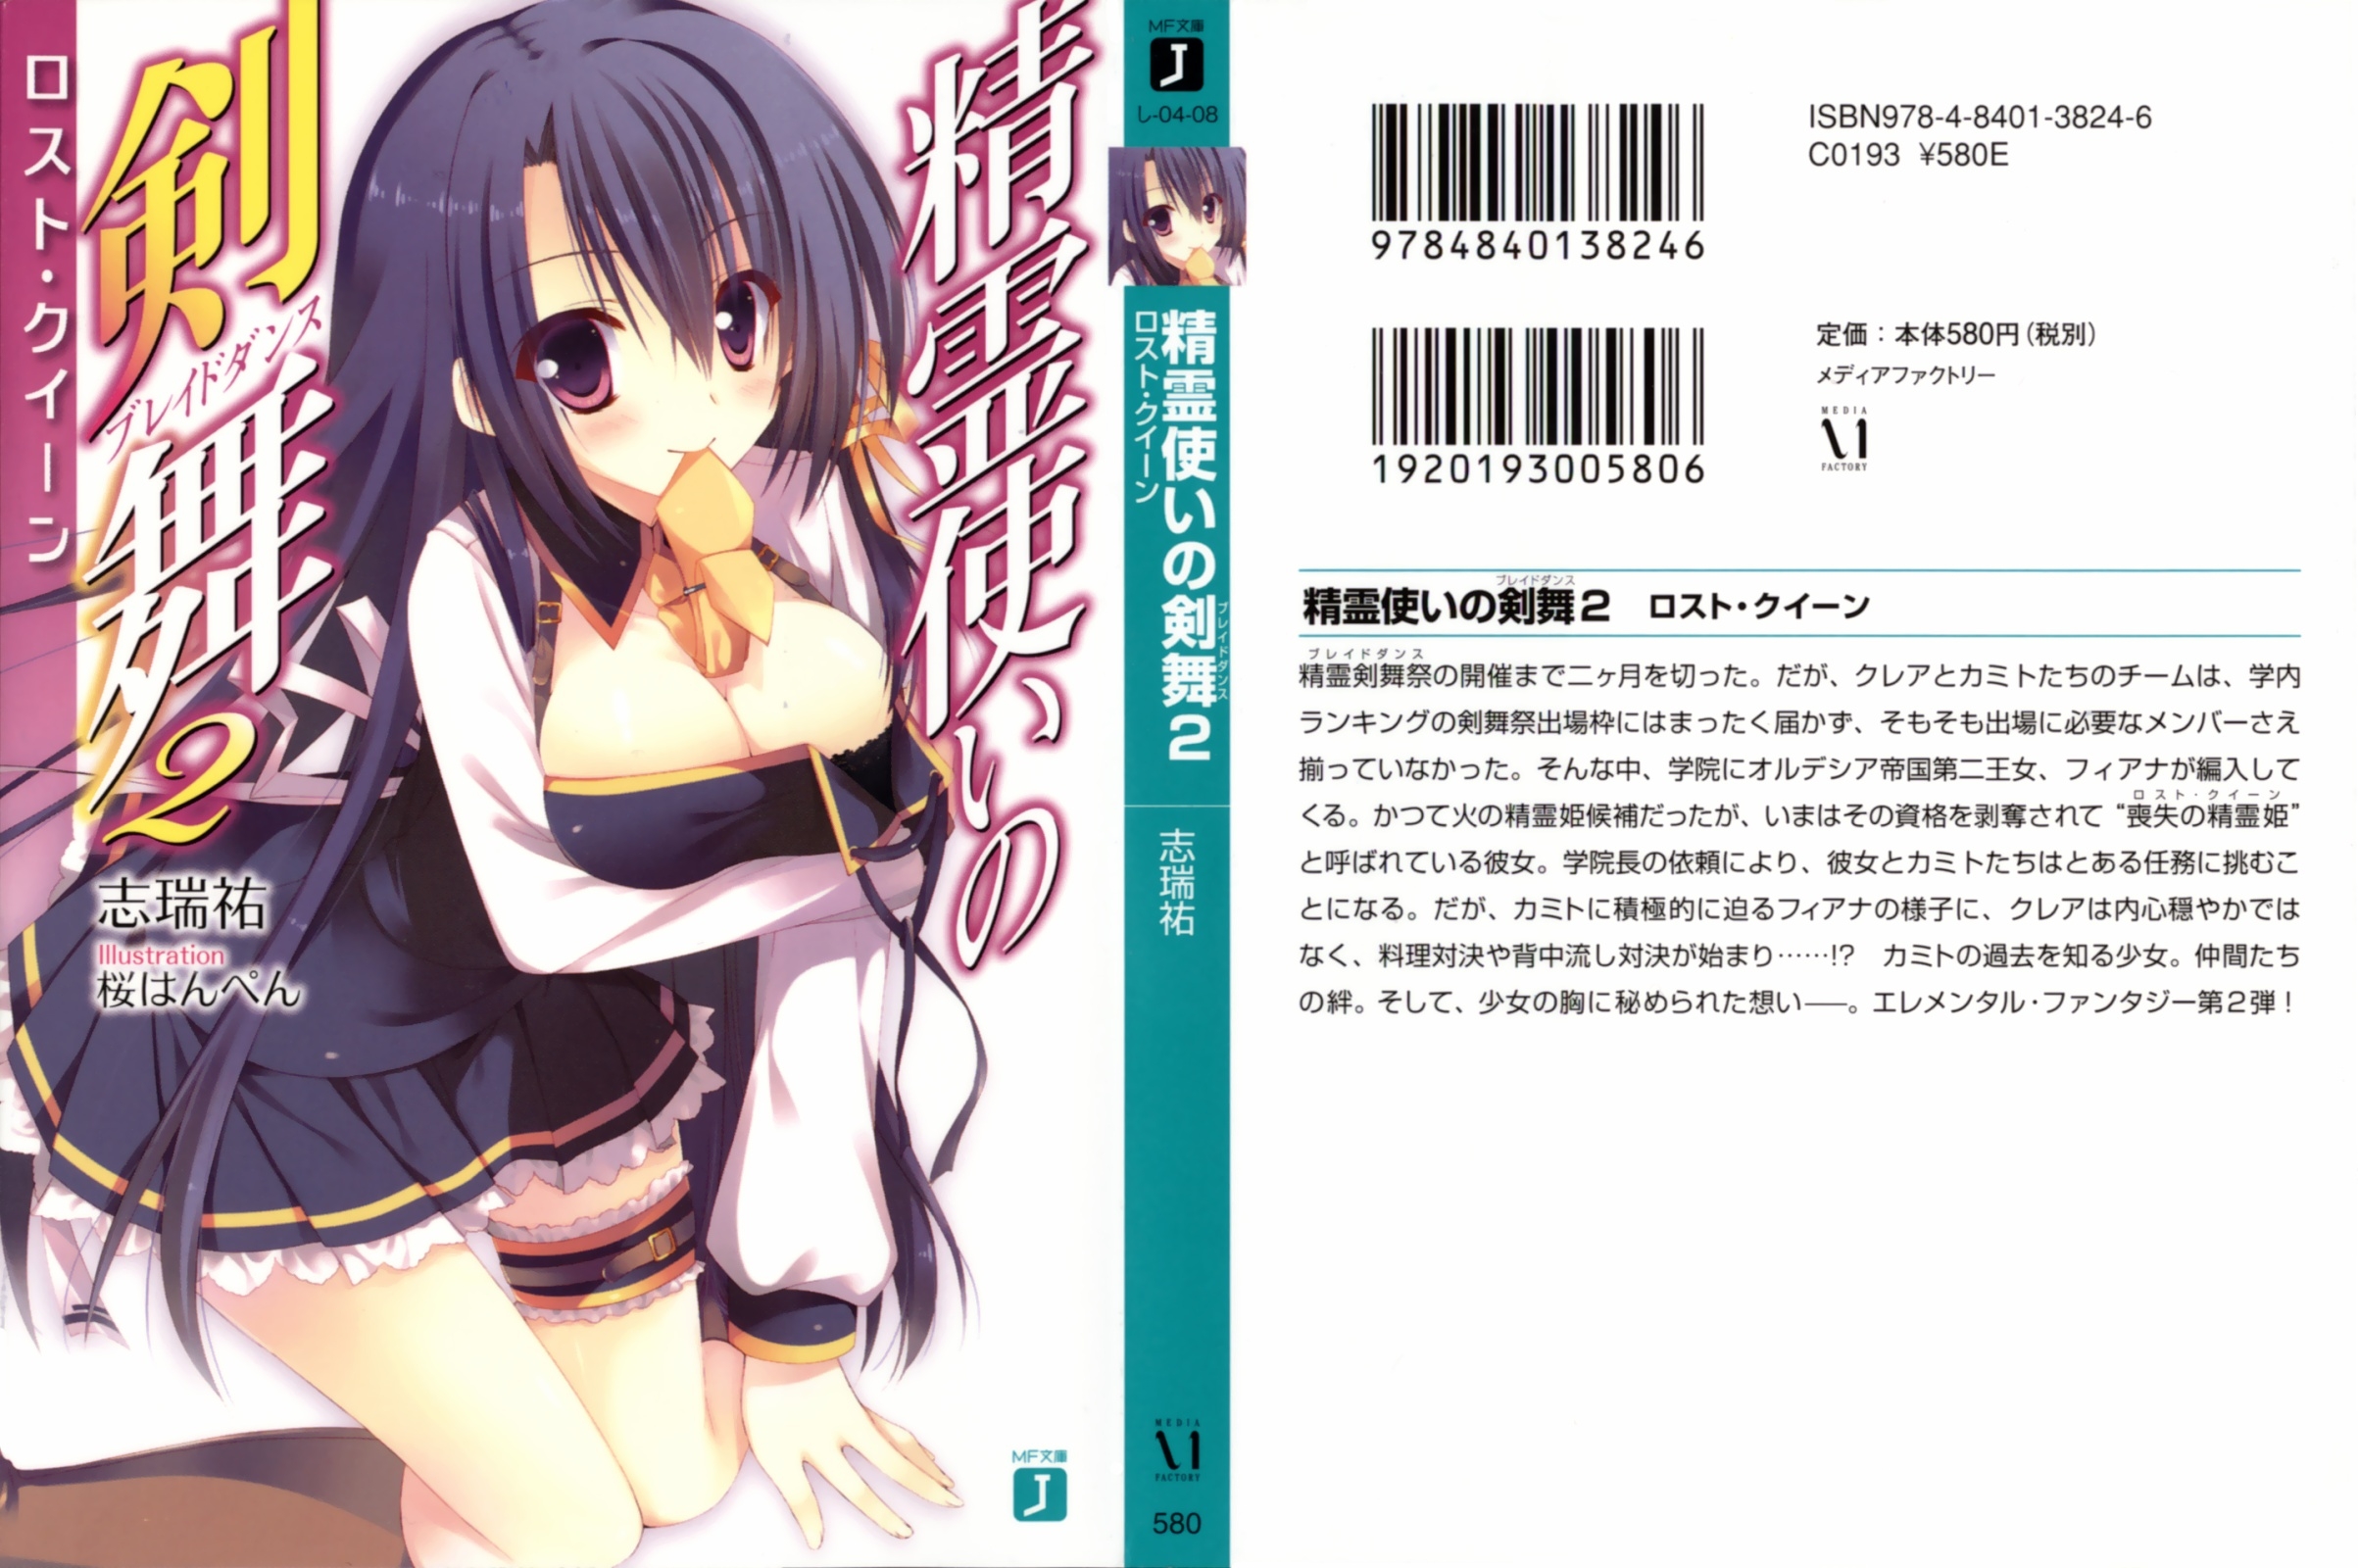 精霊使いの
剣舞2
ブレイドダンス
ロスト・クイーン
志瑞祐
Illustration
桜はんぺん
MF文庫
J
MF文庫
J
し-04-08
精霊使いの剣舞2
ブレイドダンス
ロスト・クイーン
志瑞祐
MEDIA
FACTORY
580
9784840138246
ISBN978-4-8401-3824-6
C0193 ¥580E
1920193005806
定価：本体580円（税別）
メディアファクトリー
MEDIA
FACTORY
ブレイドダンス
精霊使いの剣舞2 ロスト・クイーン
ブレイドダンス
精霊剣舞祭の開催まで二ヶ月を切った。だが、クレアとカミトたちのチームは、学内
ランキングの剣舞祭出場枠にはまったく届かず、そもそも出場に必要なメンバーさえ
揃っていなかった。そんな中、学院にオルデシア帝国第二王女、フィアナが編入して
ロスト・クイーン
くる。かつて火の精霊姫候補だったが、いまはその資格を剥奪されて“喪失の精霊姫”
と呼ばれている彼女。学院長の依頼により、彼女とカミトたちはとある任務に挑むこ
とになる。だが、カミトに積極的に迫るフィアナの様子に、クレアは内心穏やかでは
なく、料理対決や背中流し対決が始まり……!? カミトの過去を知る少女。仲間たち
の絆。そして、少女の胸に秘められた想い――。エレメンタル・ファンタジー第2弾！